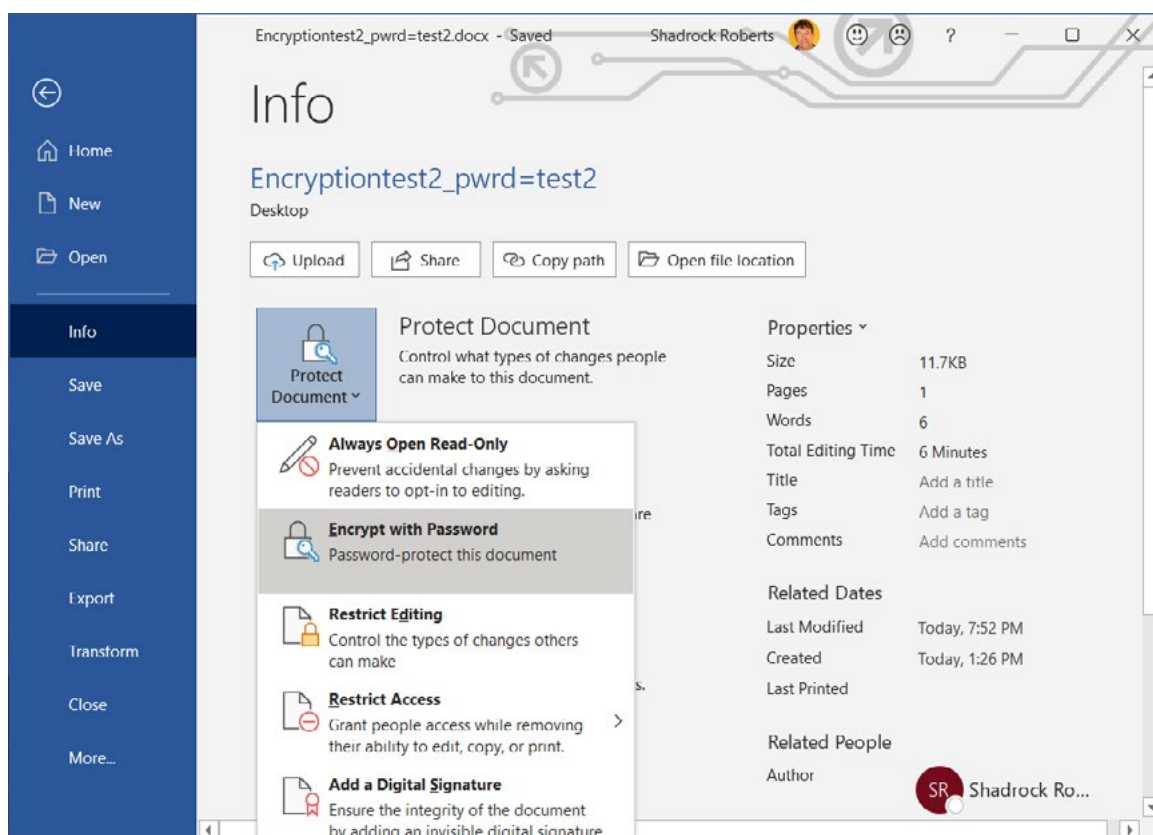 Encryptiontest2_pwrd=test2.docx - Saved
Shadrock Roberts
?
Info
Home
New
Open
Info
Save
Save As
Print
Share
Export
Transform
Close
More...
Encryptiontest2_pwrd=test2
Desktop
Upload
Share
Copy path
Open file location
Protect
Document
Protect Document
Control what types of changes people
can make to this document.
Always Open Read-Only
Prevent accidental changes by asking
readers to opt-in to editing.
Encrypt with Password
Password-protect this document
Restrict Editing
Control the types of changes others
can make
Restrict Access
Grant people access while removing
their ability to edit, copy, or print.
Add a Digital Signature
Ensure the integrity of the document
by adding an invisible digital signature
Properties
Size 11.7KB
Pages 1
Words 6
Total Editing Time 6 Minutes
Title Add a title
Tags Add a tag
Comments Add comments
Related Dates
Last Modified Today, 7:52 PM
Created Today, 1:26 PM
Last Printed
Related People
Author
SR Shadrock Ro...